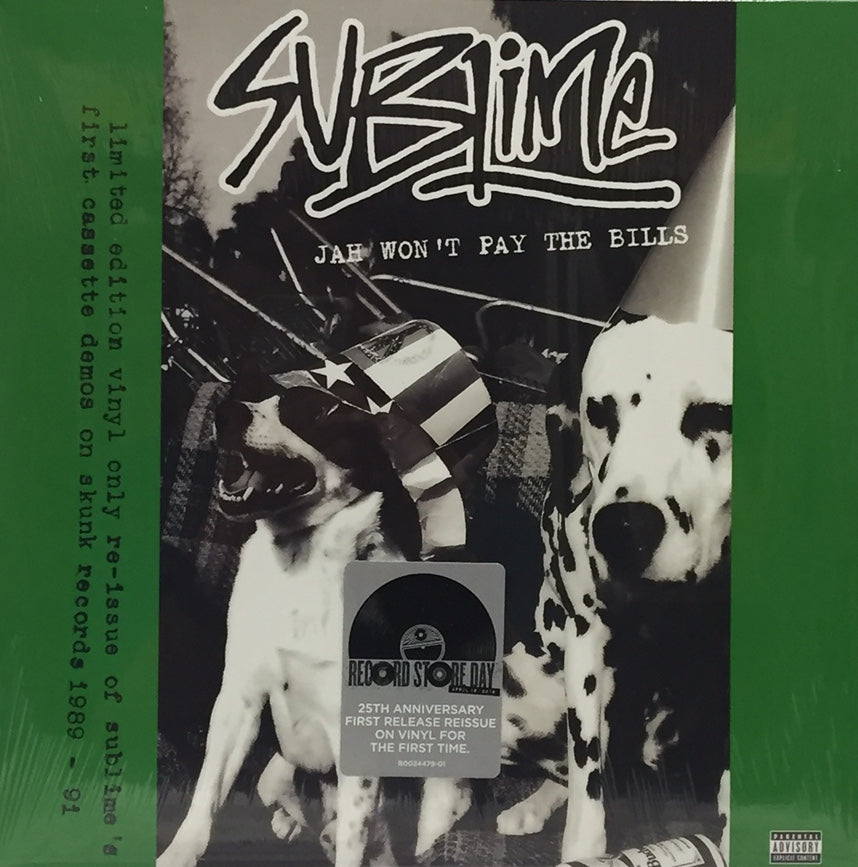 SUBLIME
JAH WON'T PAY THE BILLS
limited edition vinyl only re-issue of sublime's
first cassette demos on skunk records 1989 - 91
RECORD STORE DAY
25TH ANNIVERSARY
FIRST RELEASE REISSUE
ON VINYL FOR
THE FIRST TIME.
B0024479-01
PARENTAL
ADVISORY
EXPLICIT CONTENT